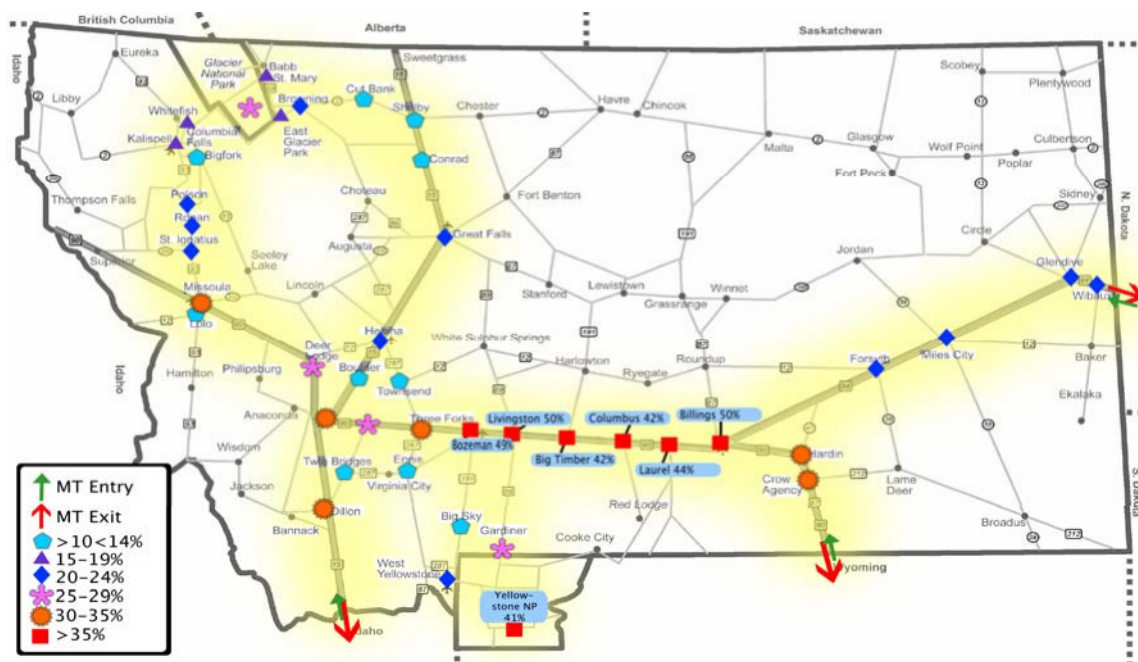 British Columbia
Alberta
Saskatchewan
Idaho
Eureka
Glacier
National
Park
Babb
St. Mary
Sweetgrass
Scobey
Plentywood
Libby
Whitefish
Browning
Cut Bank
Shelby
Chester
Havre
Chinook
Kalispell
Columbia
Falls
East
Glacier
Park
Glasgow
Wolf Point
Culbertson
Bigfork
Conrad
Malta
Poplar
Fort Peck
Sidney
Thompson Falls
Polson
Choteau
Fort Benton
N. Dakota
Ronan
St. Ignatius
Augusta
Great Falls
Circle
Superior
Seeley
Lake
Jordan
Glendive
Missoula
Lincoln
Stanford
Lewistown
Grassrange
Winnet
Wibaux
Lolo
Helena
White Sulphur Springs
Deer
Lodge
Idaho
Hamilton
Philipsburg
Boulder
Townsend
Harlowton
Ryegate
Roundup
Forsyth
Miles City
Baker
Ekalaka
Anaconda
Three Forks
Livingston 50%
Columbus 42%
Billings 50%
Bozeman 49%
Big Timber 42%
Laurel 44%
Hardin
Wisdom
Twin Bridges
Ennis
Virginia City
Crow
Agency
Lame
Deer
S. Dakota
Jackson
Dillon
Bannack
Big Sky
Red Lodge
Broadus
Gardiner
Cooke City
West
Yellowstone
Wyoming
Yellow-
stone NP
41%
Idaho
MT Entry
MT Exit
>10<14%
15-19%
20-24%
25-29%
30-35%
>35%